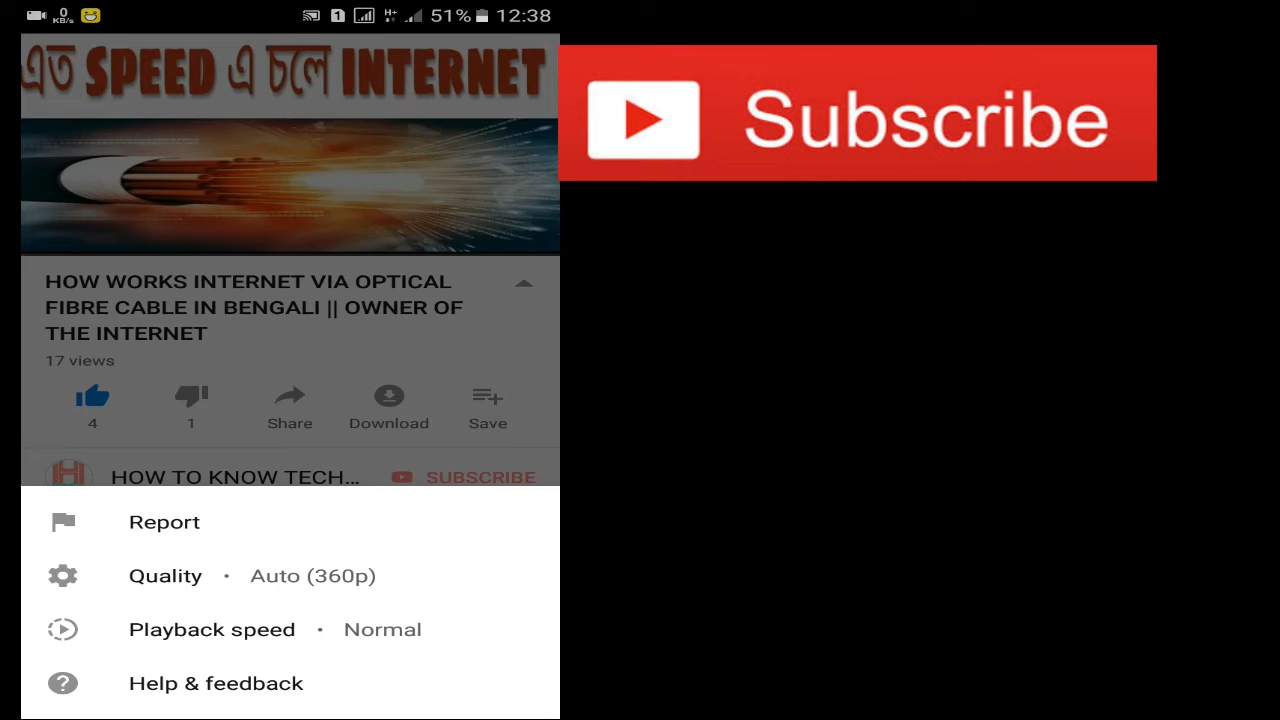 0
KB/s
1
H+
51%
12:38
এত SPEED এ চলে INTERNET
Subscribe
HOW WORKS INTERNET VIA OPTICAL
FIBRE CABLE IN BENGALI || OWNER OF
THE INTERNET
17 views
4
1
Share
Download
Save
HOW TO KNOW TECH...
SUBSCRIBE
Report
Quality • Auto (360p)
Playback speed • Normal
Help & feedback